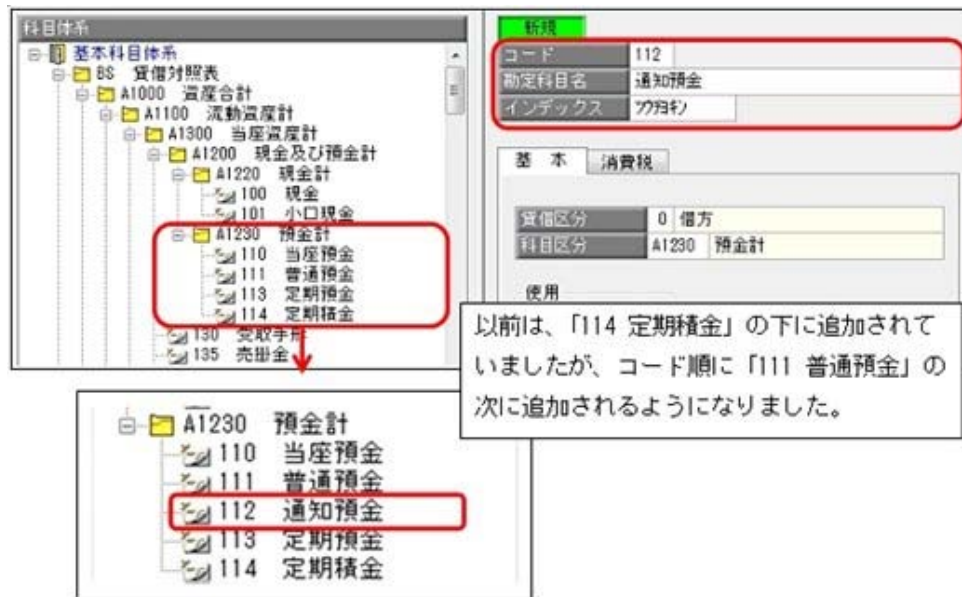 科目体系
基本科目体系
BS 貸借対照表
A1000 資産合計
A1100 流動資産計
A1300 当座資産計
A1200 現金及び預金計
A1220 現金計
100 現金
101 小口現金
A1230 預金計
110 当座預金
111 普通預金
113 定期預金
114 定期積金
130 受取手形
135 売掛金
新規
コード 112
勘定科目名 通知預金
インデックス
基 本 消費税
貸借区分 0 借方
科目区分 A1230 預金計
使用
以前は、「114 定期積金」の下に追加されて
いましたが、コード順に「111 普通預金」の
次に追加されるようになりました。
A1230 預金計
110 当座預金
111 普通預金
112 通知預金
113 定期預金
114 定期積金